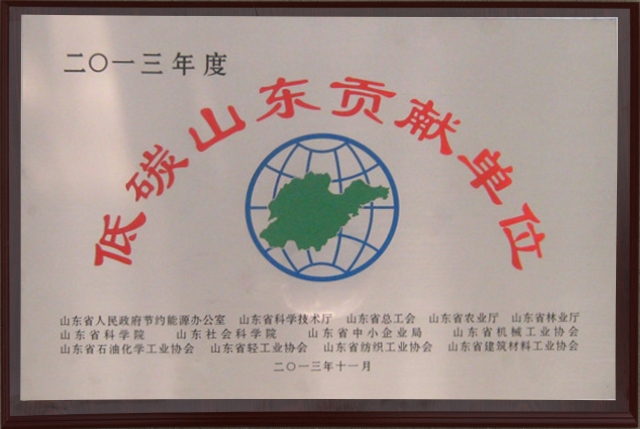 二〇一三年度
低碳山东贡献单位
山东省人民政府节约能源办公室 山东省科学技术厅 山东省总工会 山东省农业厅 山东省林业厅
山东省科学院 山东社会科学院 山东省中小企业局 山东省机械工业协会
山东省石油化学工业协会 山东省轻工业协会 山东省纺织工业协会 山东省建筑材料工业协会
二〇一三年十一月